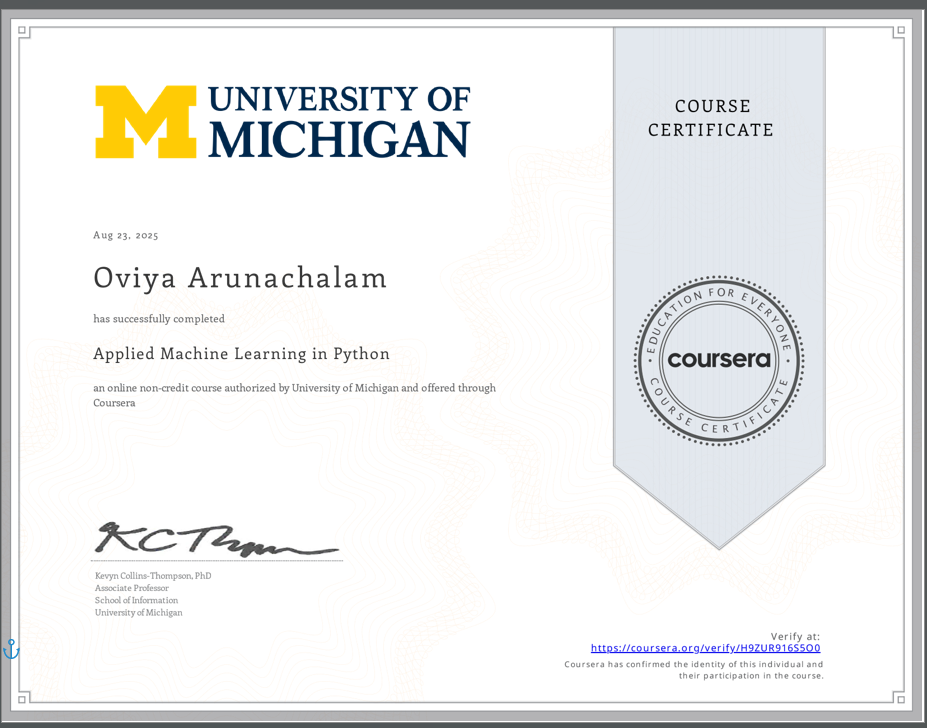 UNIVERSITY OF
MICHIGAN
COURSE
CERTIFICATE
Aug 23, 2025
Oviya Arunachalam
has successfully completed
Applied Machine Learning in Python
an online non-credit course authorized by University of Michigan and offered through
Coursera
EDUCATION FOR EVERYONE
coursera
COURSE CERTIFICATE
KCThom
Kevyn Collins-Thompson, PhD
Associate Professor
School of Information
University of Michigan
Verify at:
https://coursera.org/verify/H9ZUR916S5O0
Coursera has confirmed the identity of this individual and
their participation in the course.